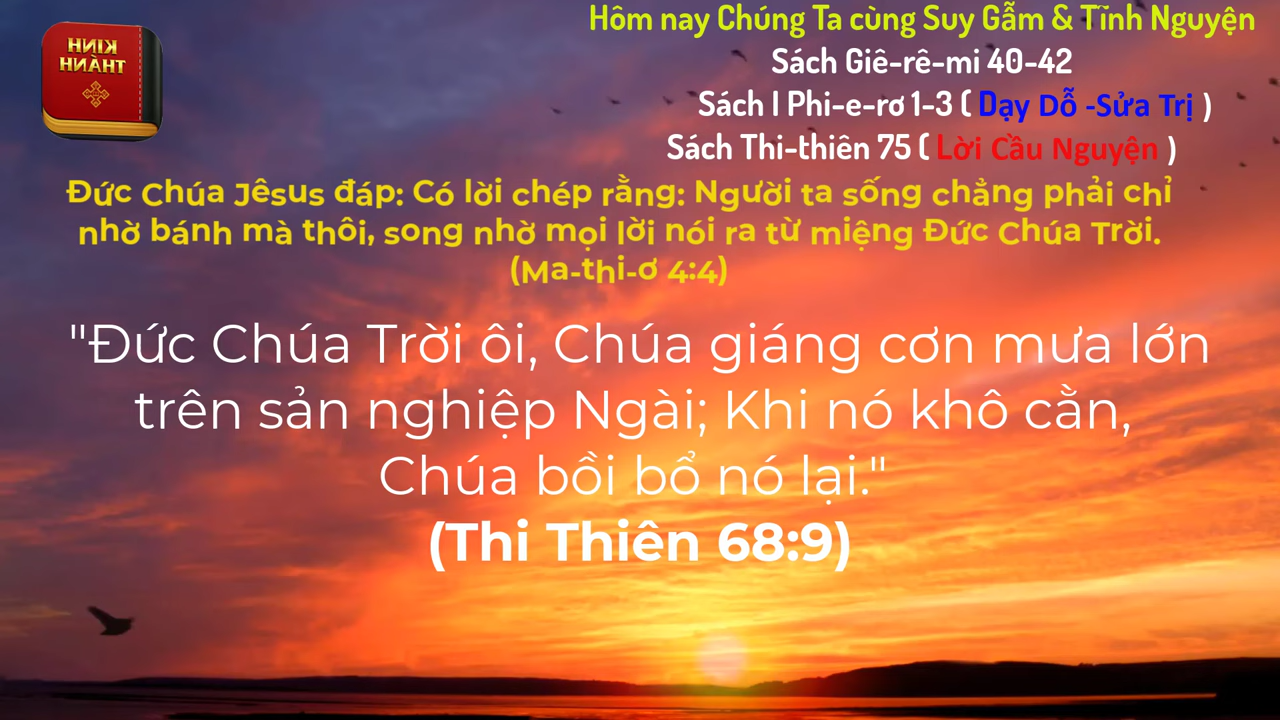 KINH
THÁNH
Hôm nay Chúng Ta cùng Suy Gẫm & Tĩnh Nguyện
Sách Giê-rê-mi 40-42
Sách I Phi-e-rơ 1-3 ( Dạy Dỗ -Sửa Trị )
Sách Thi-thiên 75 ( Lời Cầu Nguyện )
Đức Chúa Jêsus đáp: Có lời chép rằng: Người ta sống chẳng phải chỉ
nhờ bánh mà thôi, song nhờ mọi lời nói ra từ miệng Đức Chúa Trời.
(Ma-thi-ơ 4:4)
"Đức Chúa Trời ôi, Chúa giáng cơn mưa lớn
trên sản nghiệp Ngài; Khi nó khô cằn,
Chúa bồi bổ nó lại."
(Thi Thiên 68:9)